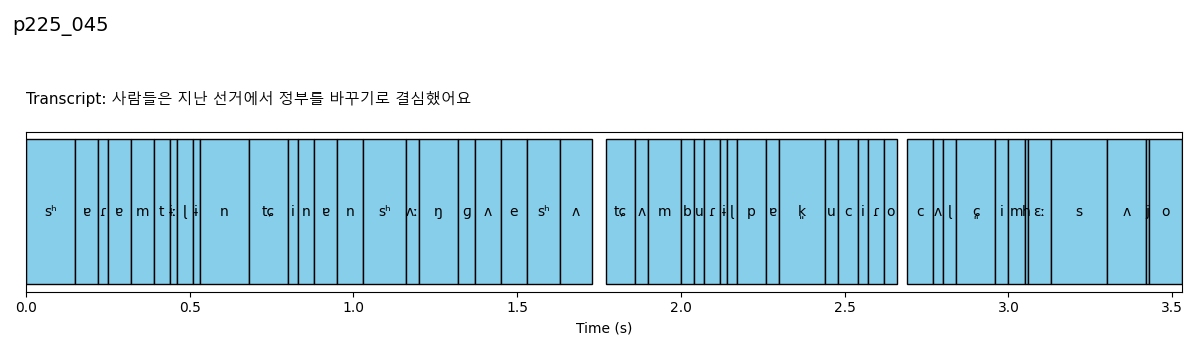 p225_045
Transcript: 사람들은 지난 선거에서 정부를 바꾸기로 결심했어요
sʰ ɐ ɾ ɐ m t ɨː ɭ ɨ n tɕ i n ɐ n sʰ ʌː ŋ ɡ ʌ e sʰ ʌ tɕ ʌ m b u ɾ ɨ ɭ p ɐ k͈ u c i ɾ o c ʌ ɭ ɕ͈ i m h ɛː s ʌ j o
0.0 0.5 1.0 1.5 2.0 2.5 3.0 3.5
Time (s)